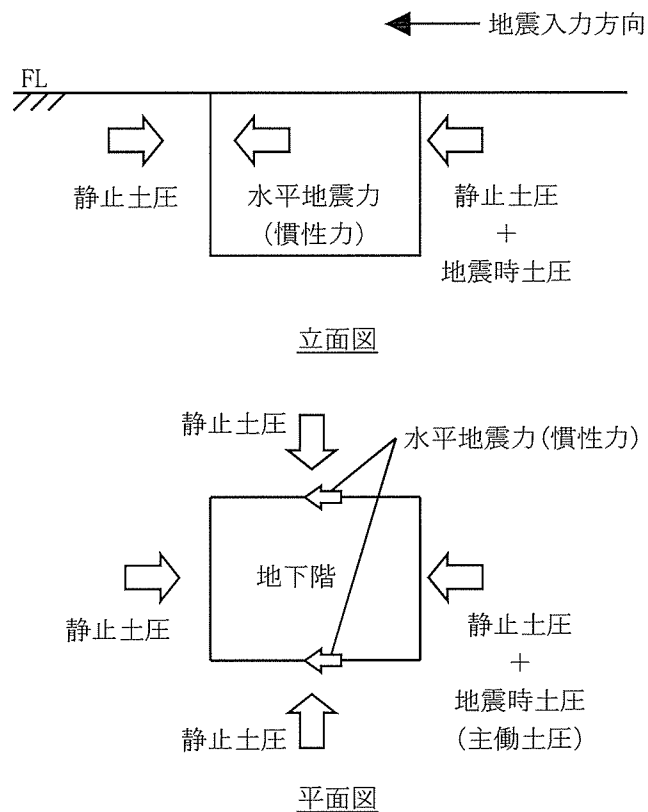 地震入力方向
FL
静止土圧
水平地震力
(慣性力)
静止土圧
+
地震時土圧
立面図
静止土圧
水平地震力(慣性力)
地下階
静止土圧
静止土圧
+
地震時土圧
(主働土圧)
静止土圧
平面図